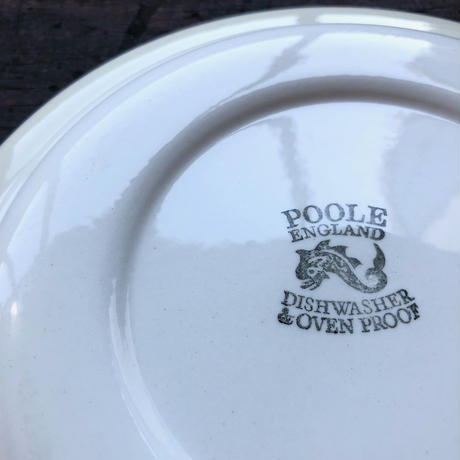 POOLE
ENGLAND
DISHWASHER
& OVEN PROOF